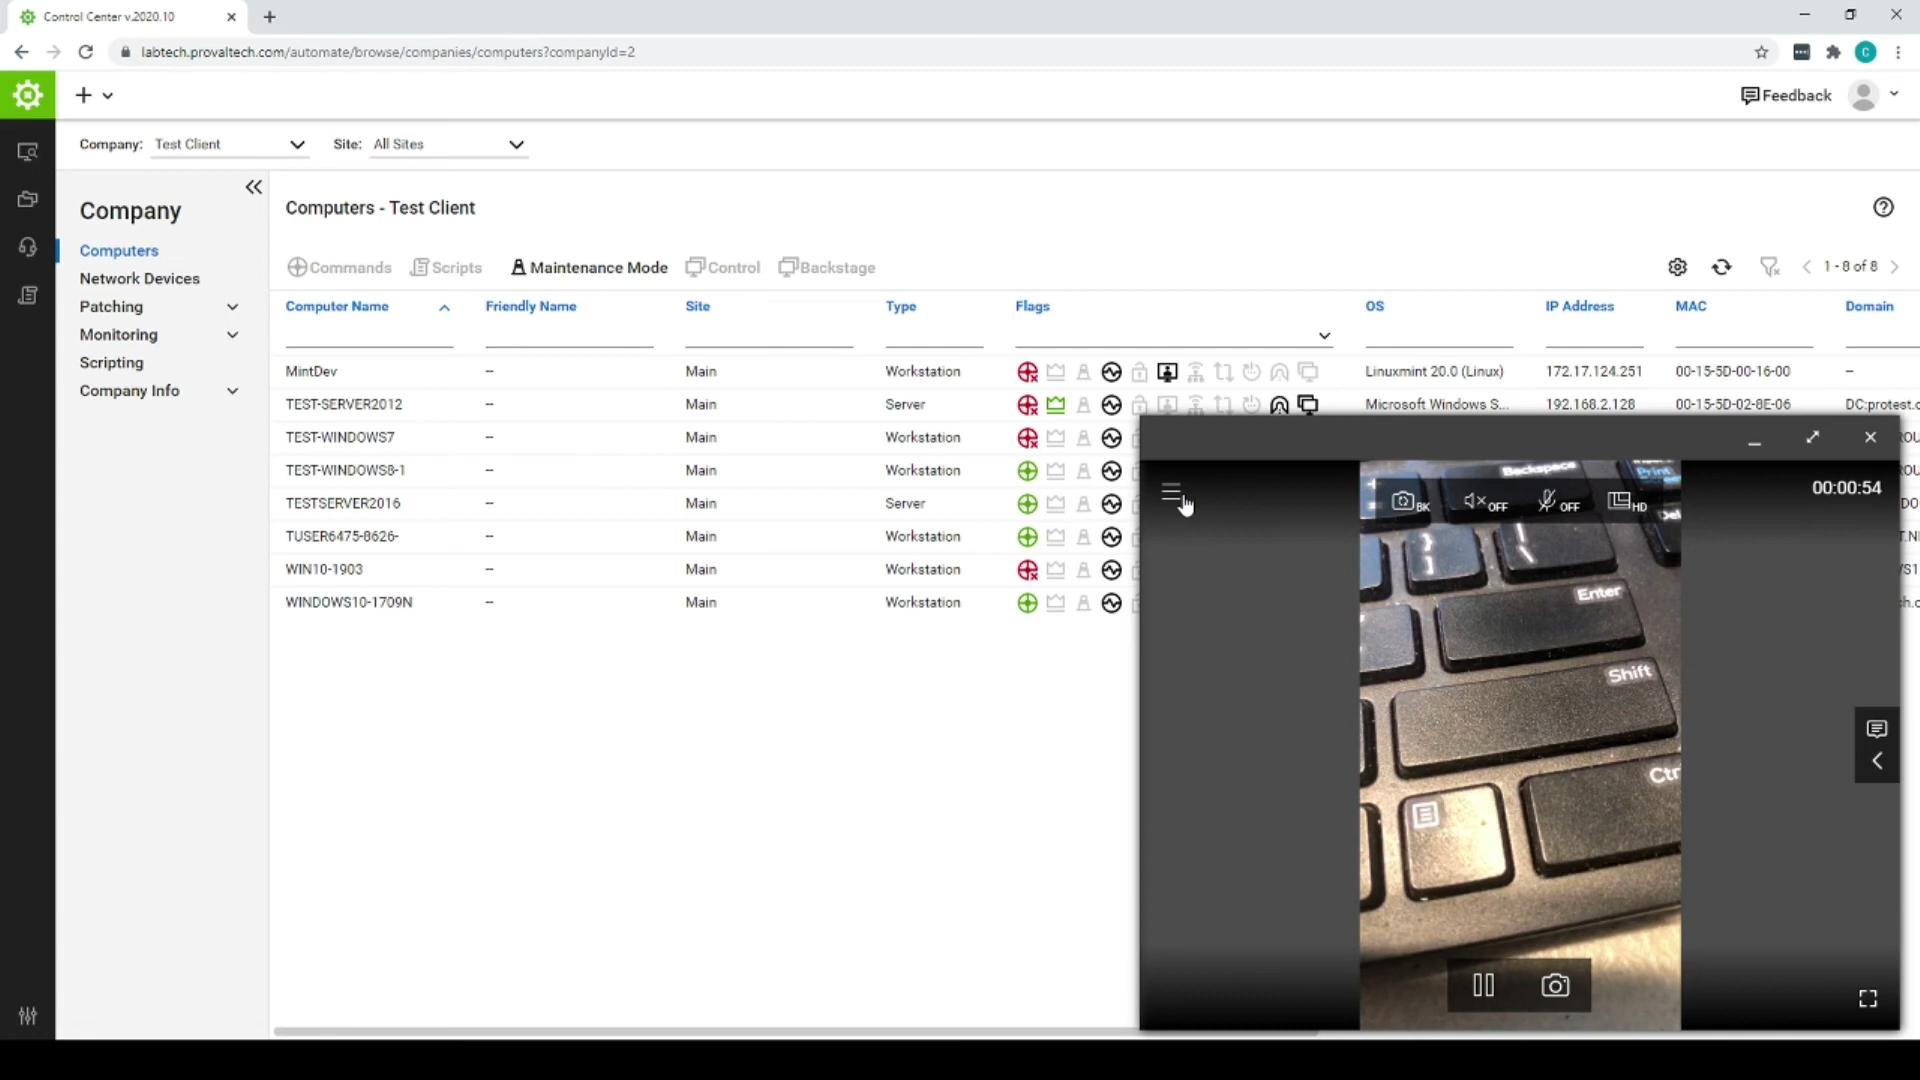 Control Center v.2020.10
labtech.provaltech.com/automate/browse/companies/computers?companyId=2
C
Feedback
Company: Test Client Site: All Sites
Company
Computers
Network Devices
Patching
Monitoring
Scripting
Company Info
Computers - Test Client
Commands Scripts Maintenance Mode Control Backstage 1 - 8 of 8
Computer Name Friendly Name Site Type Flags OS IP Address MAC Domain
MintDev -- Main Workstation Linuxmint 20.0 (Linux) 172.17.124.251 00-15-5D-00-16-00 --
TEST-SERVER2012 -- Main Server Microsoft Windows S... 192.168.2.128 00-15-5D-02-8E-06 DC:protest.c
TEST-WINDOWS7 -- Main Workstation
TEST-WINDOWS8-1 -- Main Workstation
TESTSERVER2016 -- Main Server
TUSER6475-8626- -- Main Workstation
WIN10-1903 -- Main Workstation
WINDOWS10-1709N -- Main Workstation
00:00:54
BK OFF OFF HD
Backspace
Print
Enter
Shift
Ctr